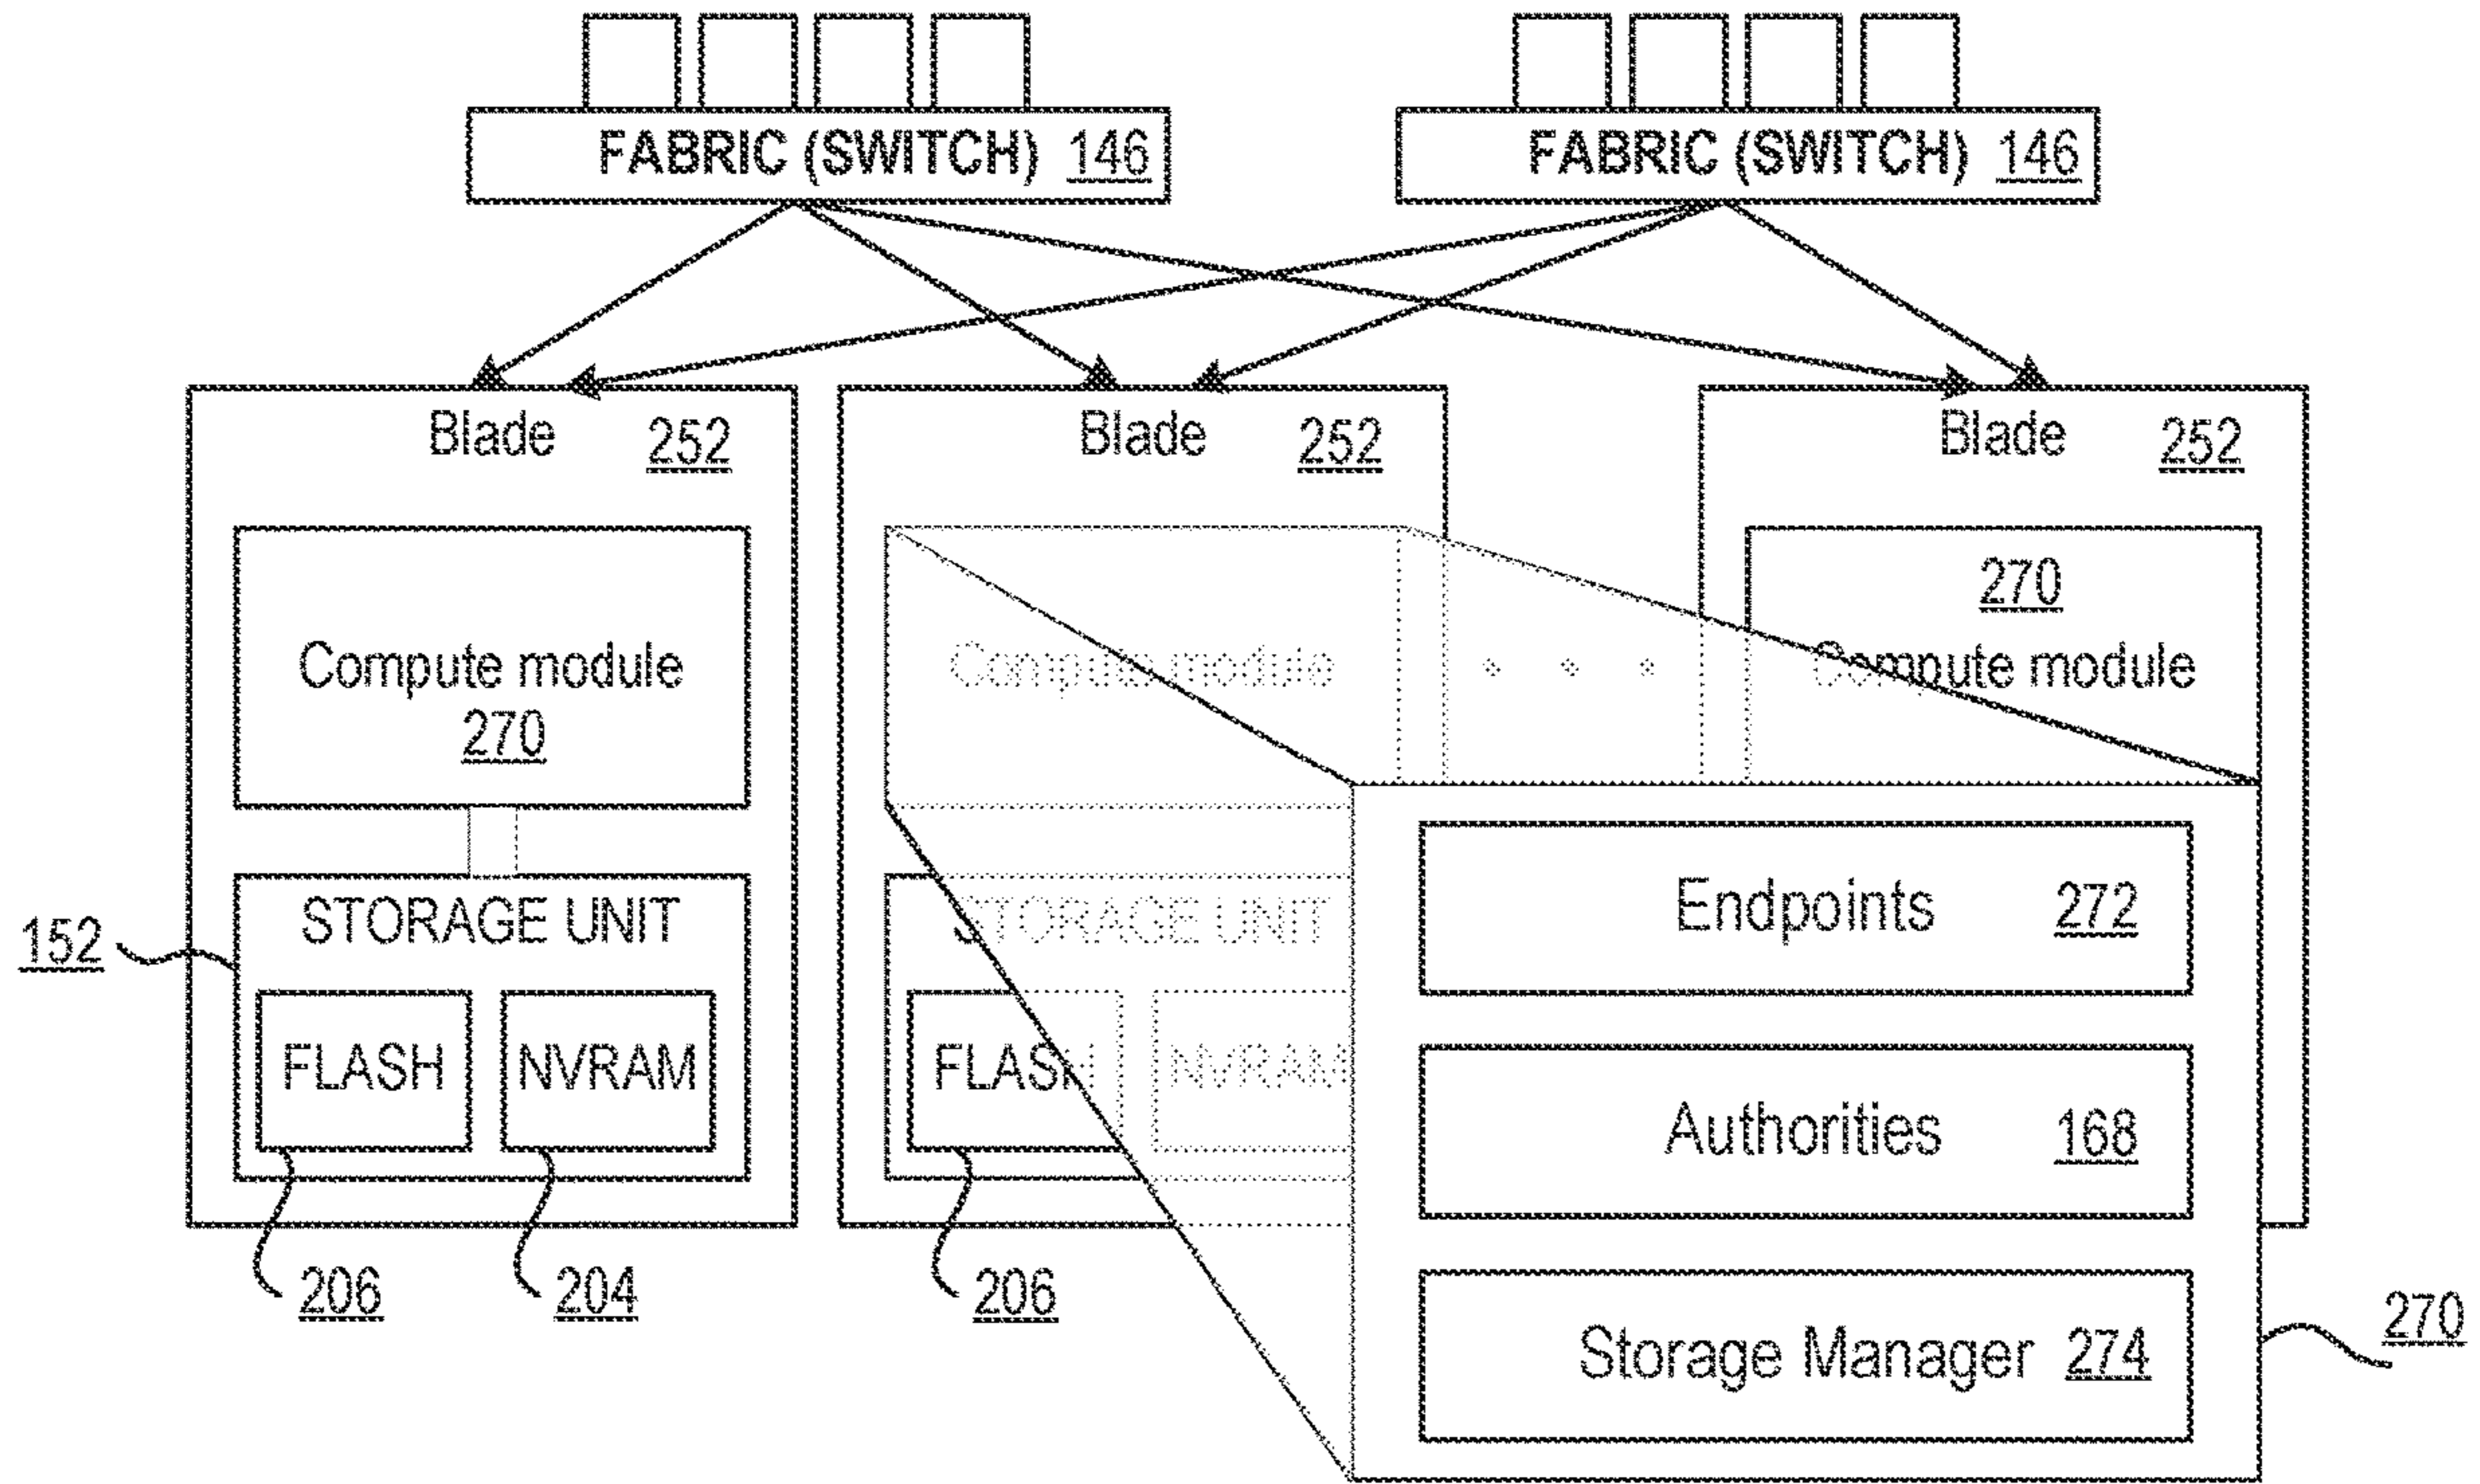 FABRIC (SWITCH) 146
FABRIC (SWITCH) 146
Blade 252
Blade 252
Blade 252
Compute module
270
Compute module
270
Compute module
STORAGE UNIT
152
FLASH
NVRAM
206
204
STORAGE UNIT
FLASH
NVRAM
206
Endpoints 272
Authorities 168
Storage Manager 274
270